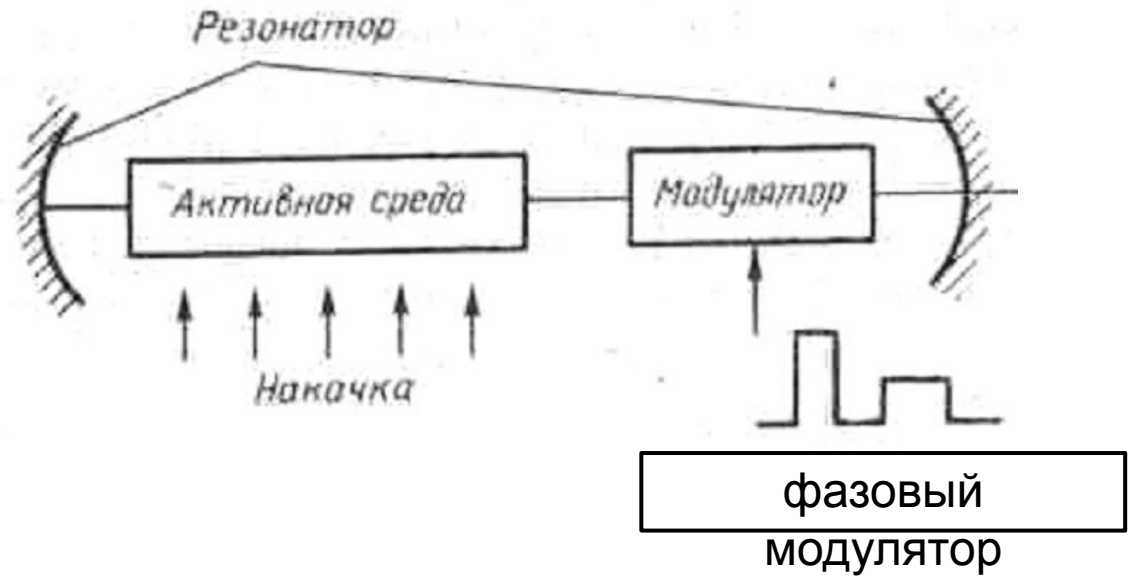 Резонатор
Активная среда
Модулятор
Накачка
фазовый
модулятор